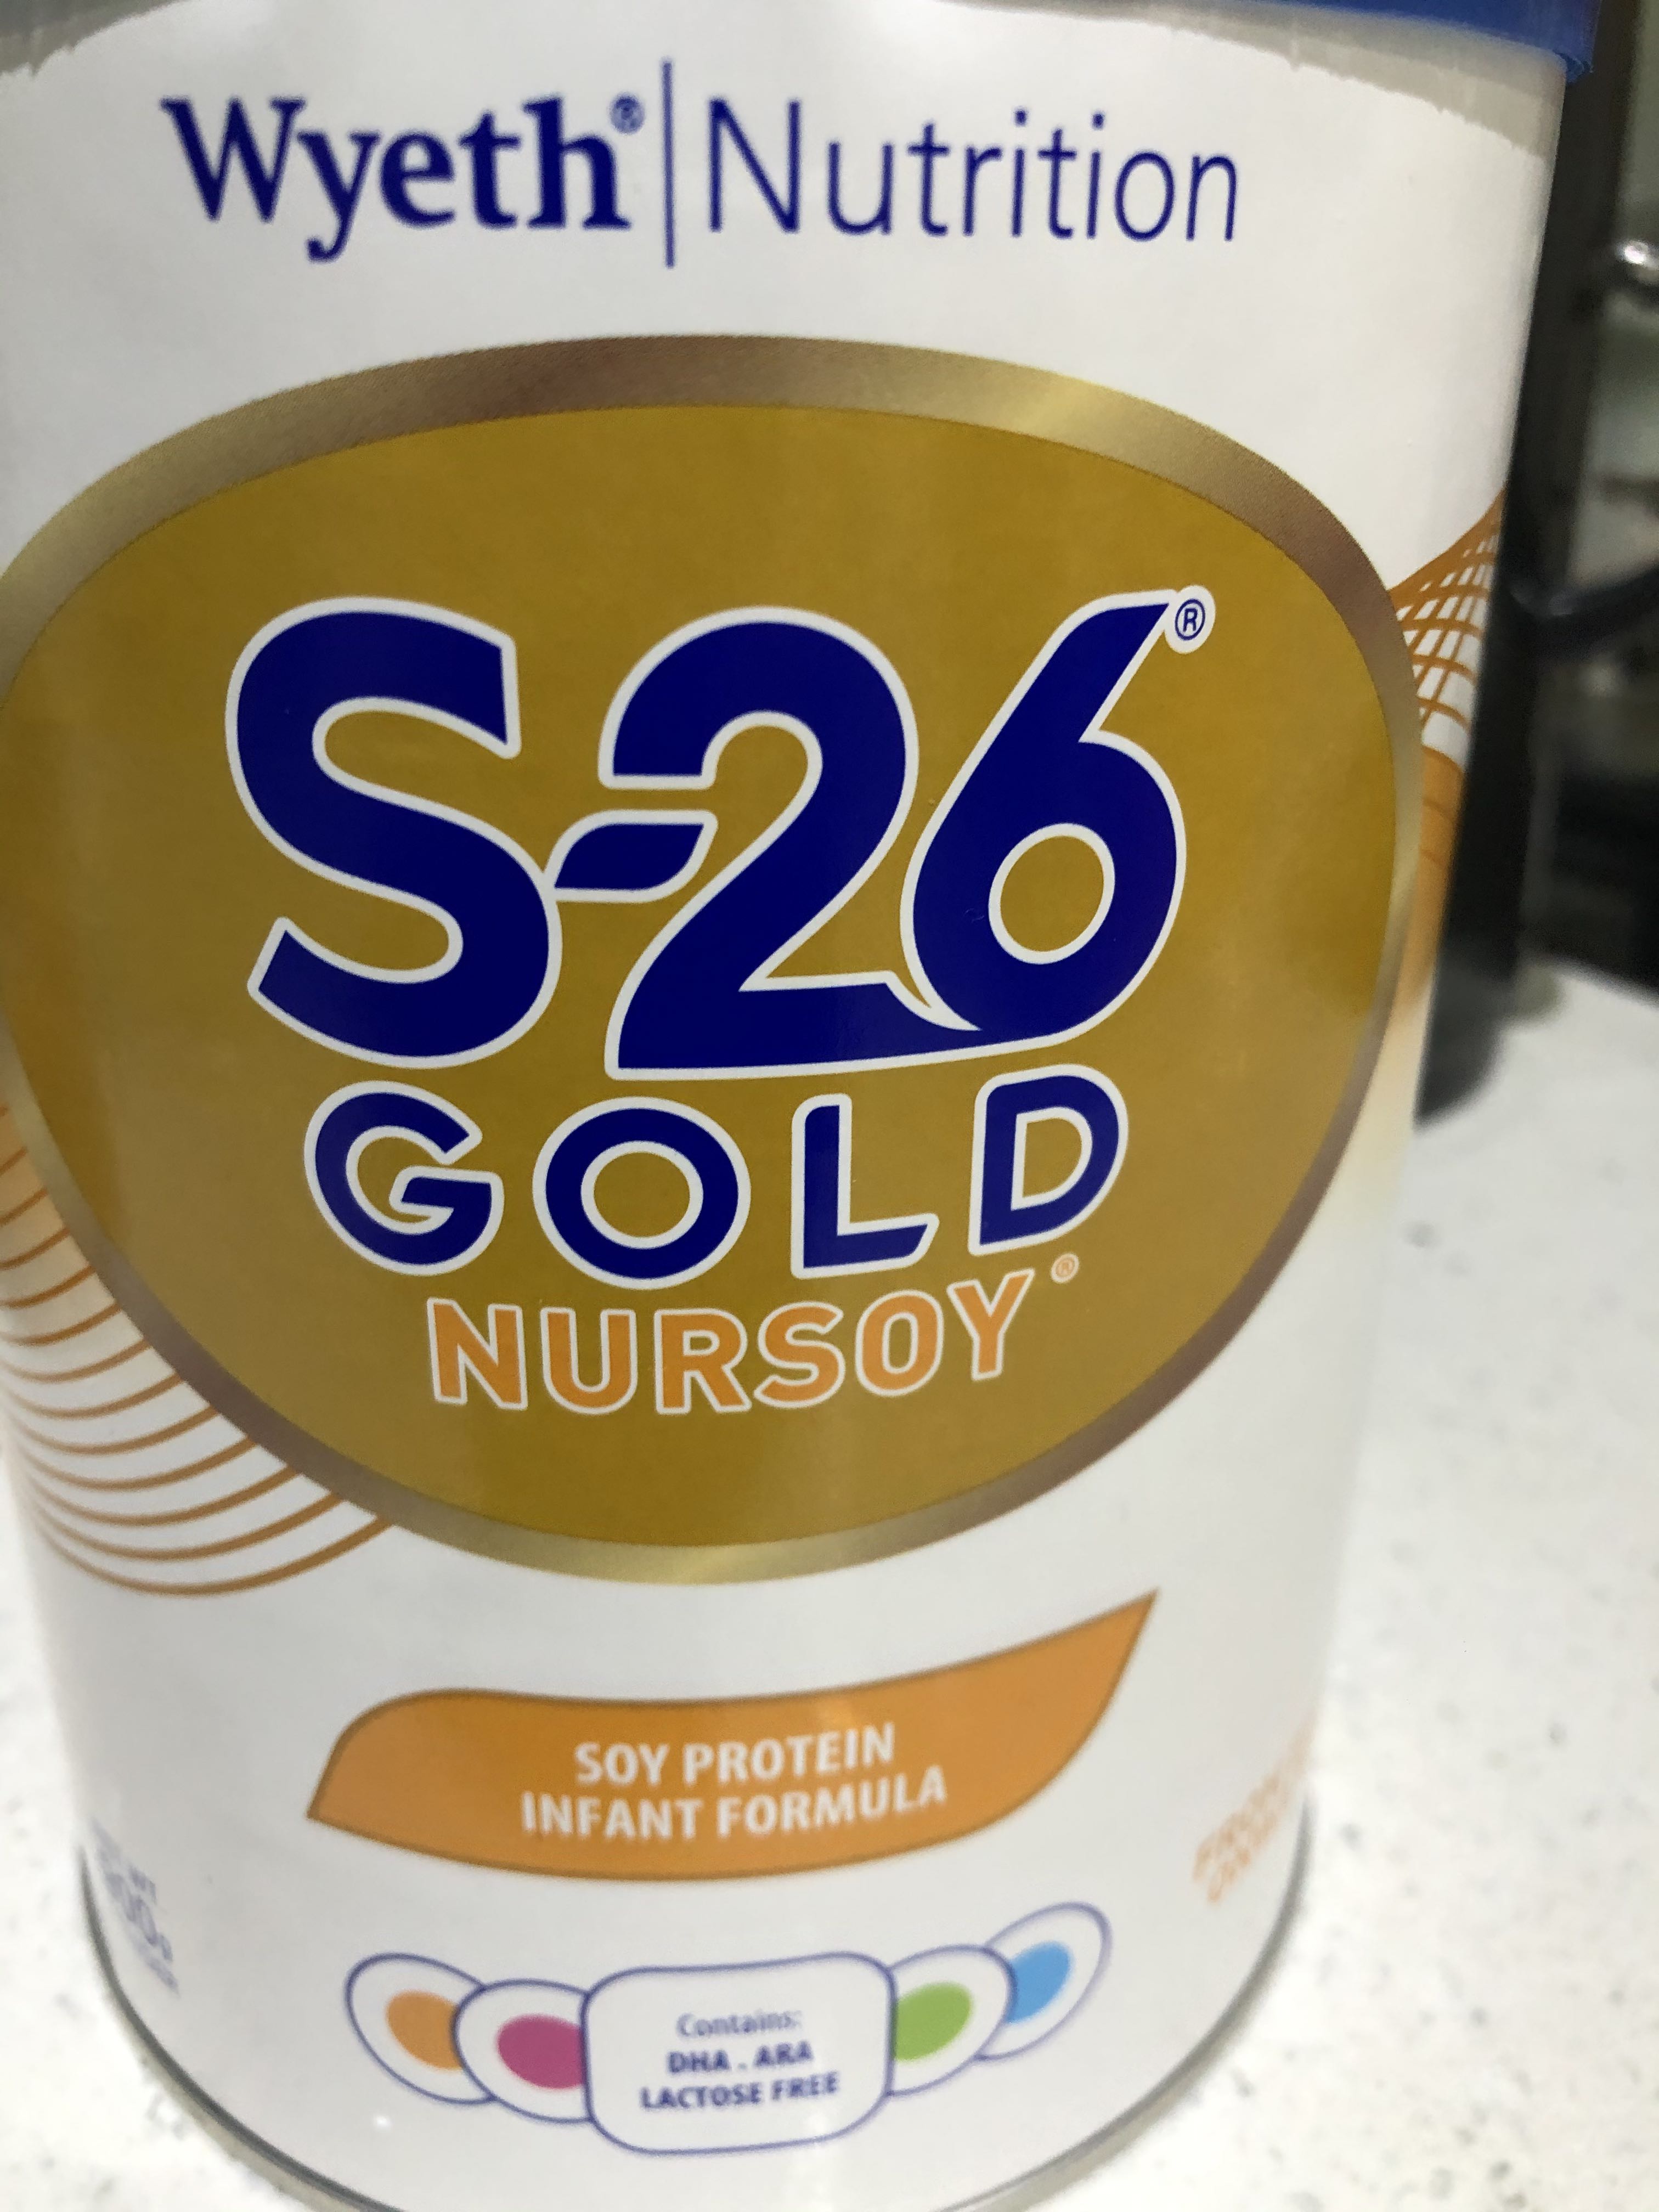 Wyeth® | Nutrition
S-26®
GOLD
NURSOY®
SOY PROTEIN
INFANT FORMULA
Contains:
DHA . ARA
LACTOSE FREE